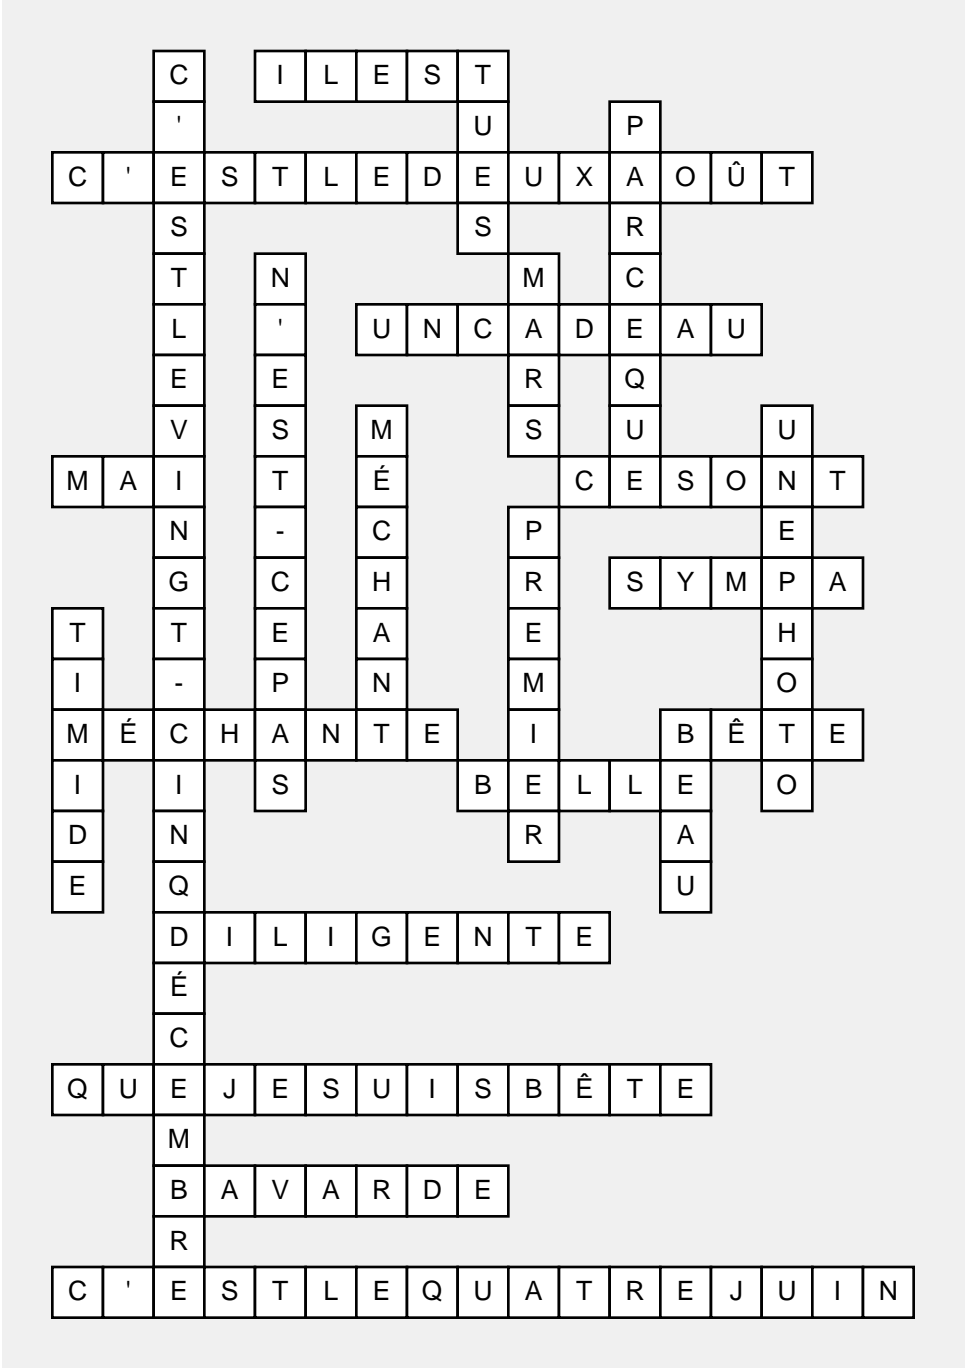 C'ESTLEVINGT-CINQDÉCEMBRE
ILEST
TUES
PARCEQUE
C'ESTLEDEUXAOÛT
N'EST-CEPAS
MARS
UNCADEAU
MÉCHANT
UNEPHOTO
MAI
CESONT
PREMIER
SYMPA
TIMIDE
MÉCHANTE
BÊTE
BEAU
BELLE
DILIGENTE
QUEJESUISBÊTE
BAVARDE
C'ESTLEQUATREJUIN